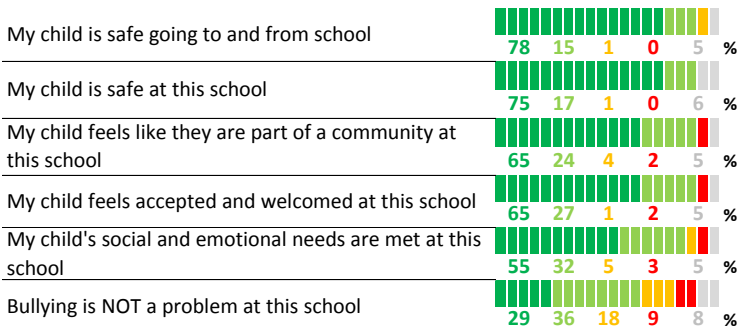 My child is safe going to and from school
78 15 1 0 5 %
My child is safe at this school
75 17 1 0 6 %
My child feels like they are part of a community at
this school
65 24 4 2 5 %
My child feels accepted and welcomed at this school
65 27 1 2 5 %
My child's social and emotional needs are met at this
school
55 32 5 3 5 %
Bullying is NOT a problem at this school
29 36 18 9 8 %